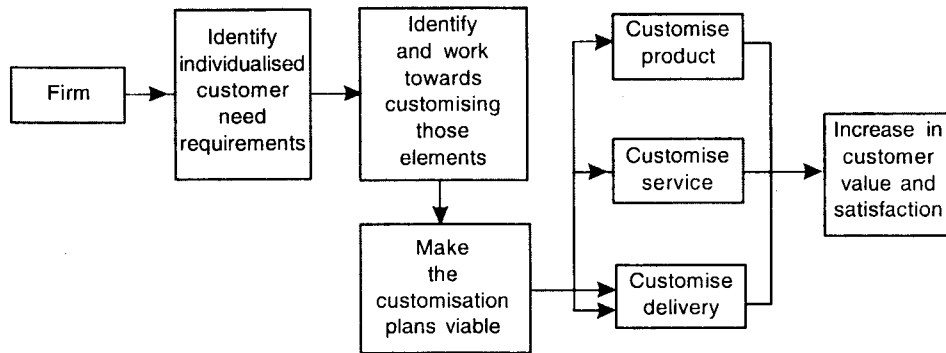 Firm
Identify
individualised
customer
need
requirements
Identify
and work
towards
customising
those
elements
Make
the
customisation
plans viable
Customise
product
Customise
service
Customise
delivery
Increase in
customer
value and
satisfaction